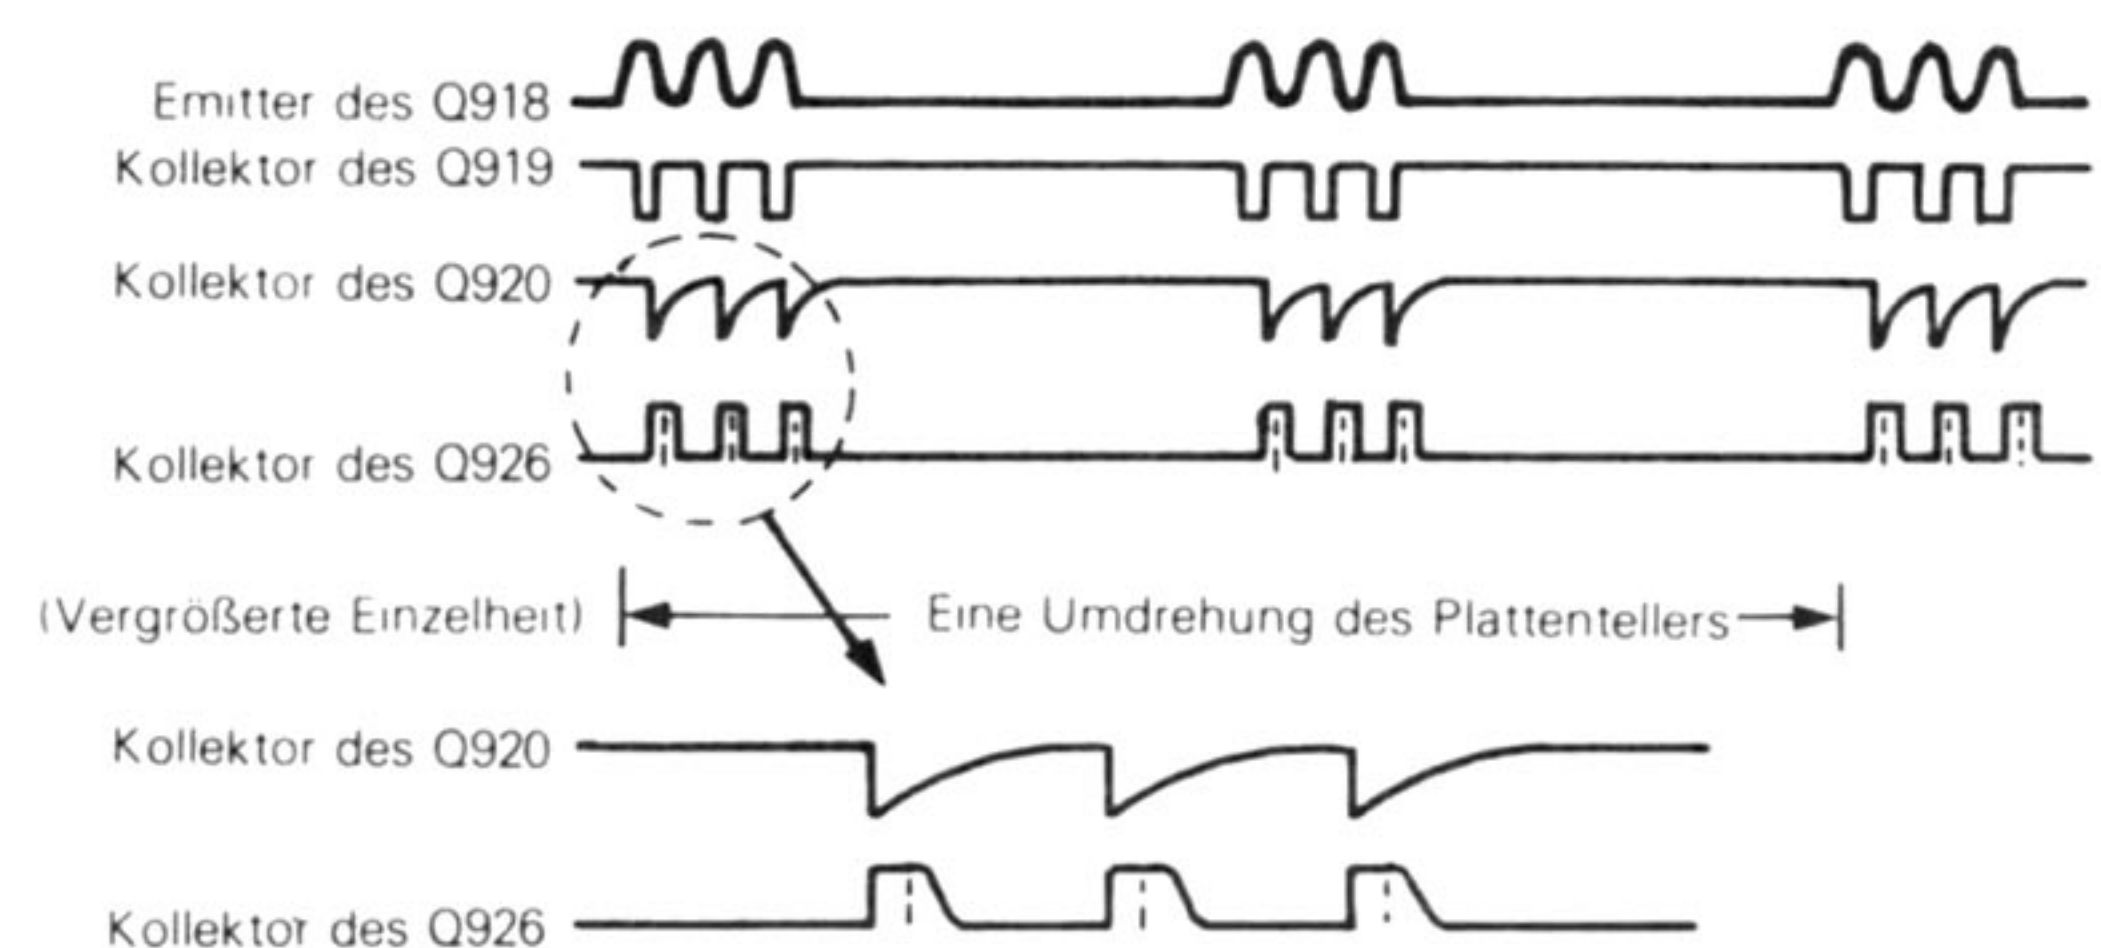 Emitter des Q918
Kollektor des Q919
Kollektor des Q920
Kollektor des Q926
(Vergrößerte Einzelheit)
Eine Umdrehung des Plattentellers
Kollektor des Q920
Kollektor des Q926